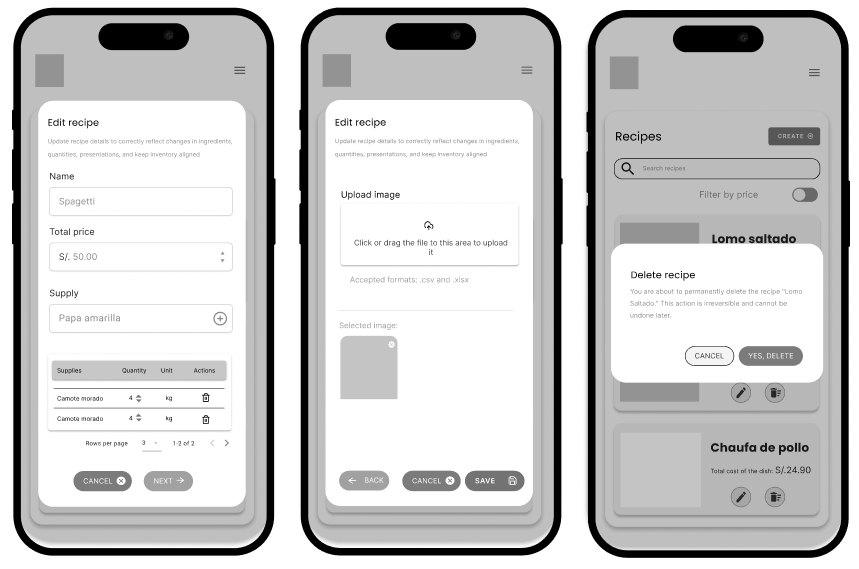 Edit recipe
Update recipe details to correctly reflect changes in ingredients,
quantities, presentations, and keep inventory aligned
Name
Spagetti
Total price
S/. 50.00
Supply
Papa amarilla
Supplies Quantity Unit Actions
Camote morado 4 kg
Camote morado 4 kg
Rows per page 3 1-2 of 2
CANCEL NEXT
Edit recipe
Update recipe details to correctly reflect changes in ingredients,
quantities, presentations, and keep inventory aligned
Upload image
Click or drag the file to this area to upload
it
Accepted formats: .csv and .xlsx
Selected image:
BACK CANCEL SAVE
Recipes CREATE
Search recipes
Filter by price
Lomo saltado
Delete recipe
You are about to permanently delete the recipe "Lomo
Saltado." This action is irreversible and cannot be
undone later.
CANCEL YES, DELETE
Chaufa de pollo
Total cost of the dish: S/.24.90